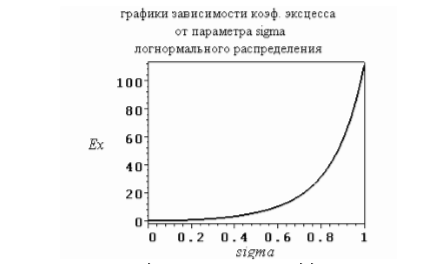 графики зависимости коэф. эксцесса
от параметра sigma
логнормального распределения
100
80
Ex
60
40
20
0
0 0.2 0.4 0.6 0.8 1
sigma